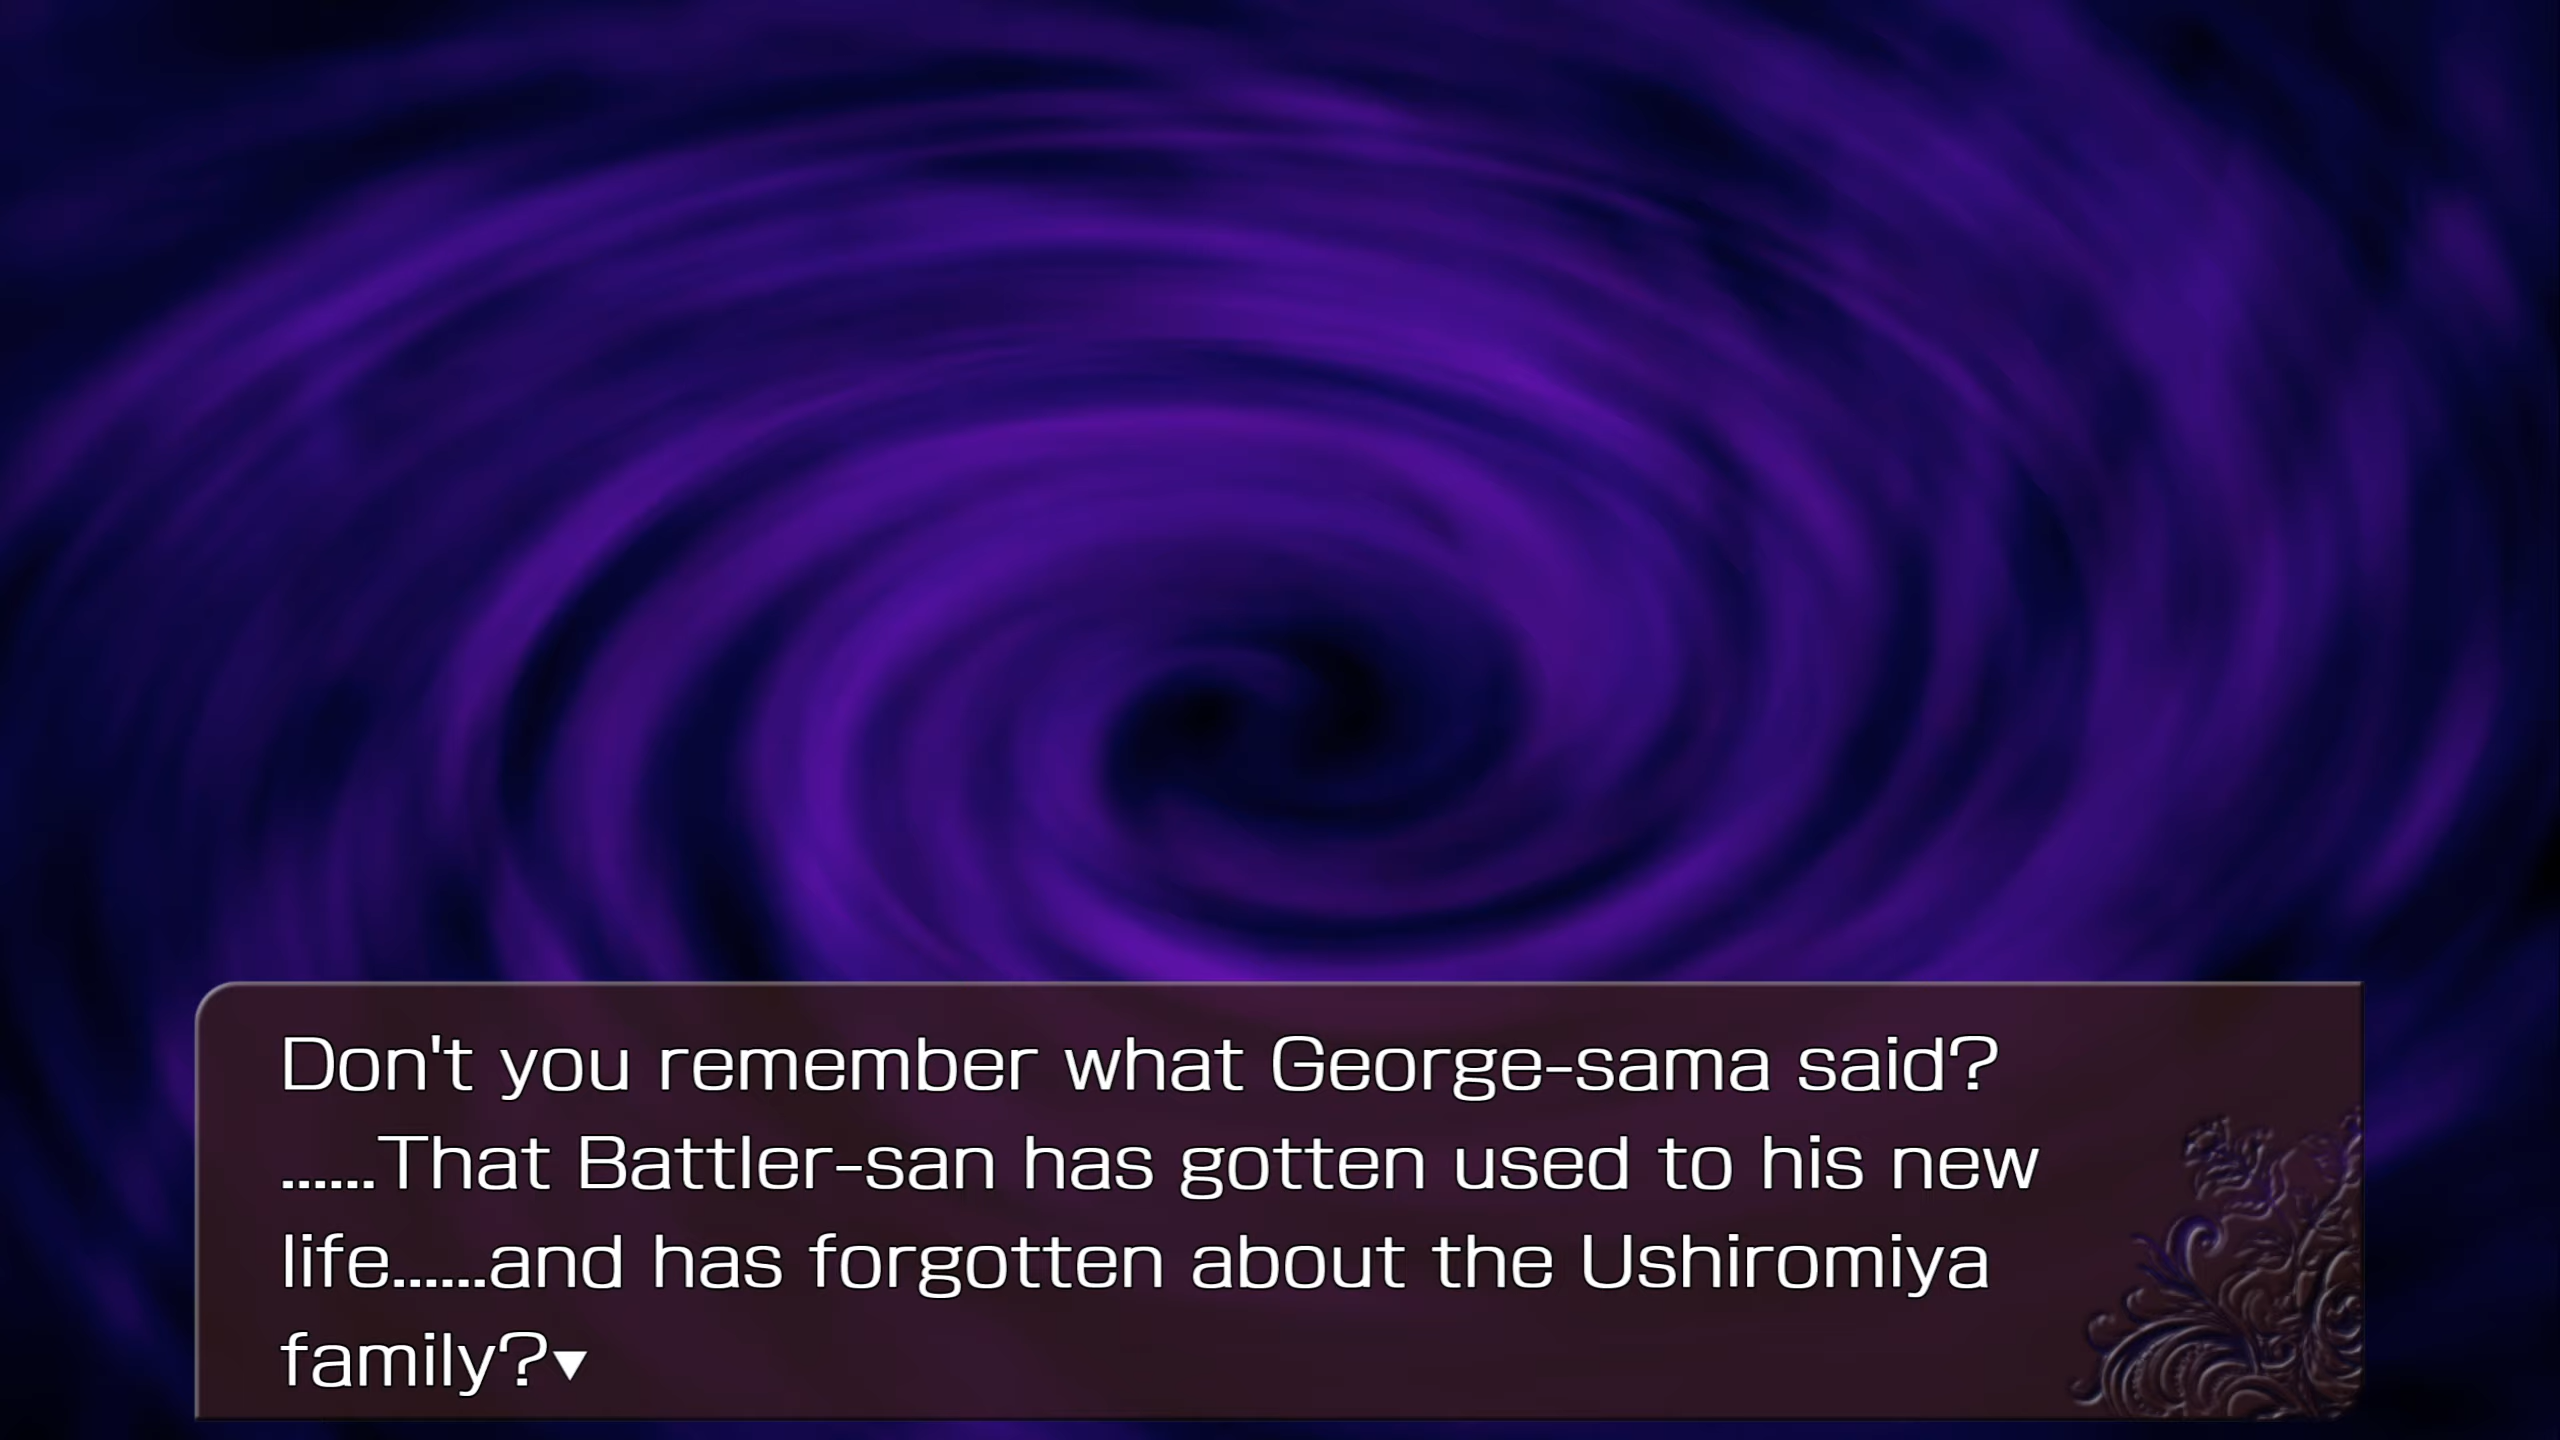 Don't you remember what George-sama said?
......That Battler-san has gotten used to his new
life......and has forgotten about the Ushiromiya
family?▼